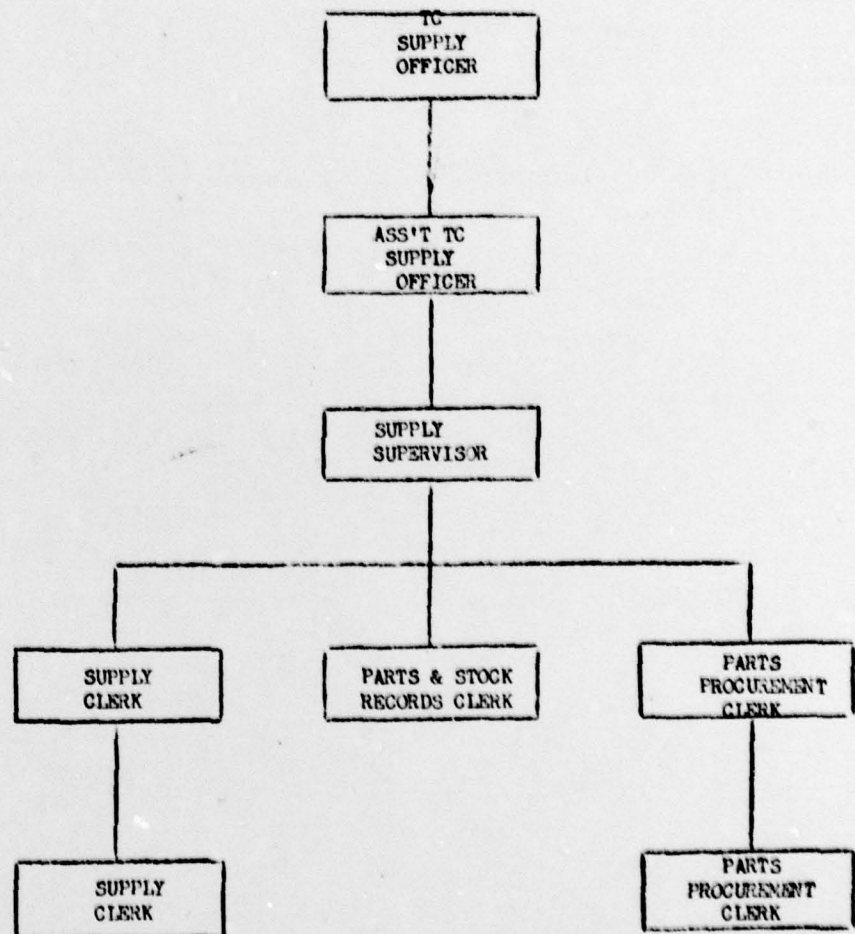 TC
SUPPLY
OFFICER
ASS'T TC
SUPPLY
OFFICER
SUPPLY
SUPERVISOR
SUPPLY
CLERK
PARTS & STOCK
RECORDS CLERK
PARTS
PROCUREMENT
CLERK
SUPPLY
CLERK
PARTS
PROCUREMENT
CLERK